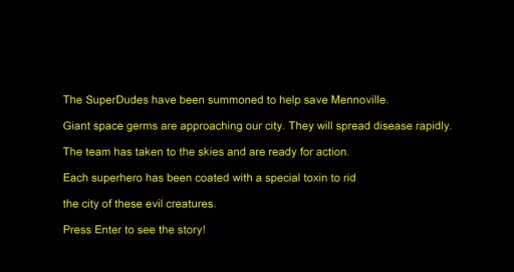 The SuperDudes have been summoned to help save Mennoville.
Giant space germs are approaching our city. They will spread disease rapidly.
The team has taken to the skies and are ready for action.
Each superhero has been coated with a special toxin to rid
the city of these evil creatures.
Press Enter to see the story!